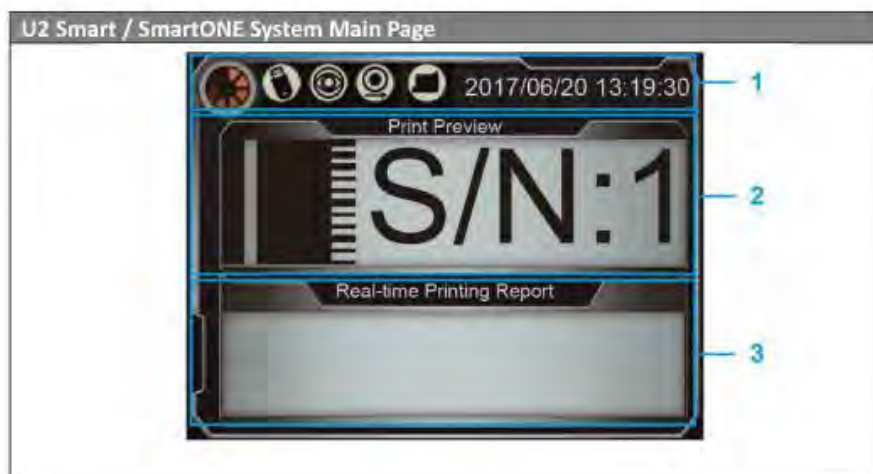 U2 Smart / SmartONE System Main Page
2017/06/20 13:19:30
1
Print Preview
S/N:1
2
Real-time Printing Report
3